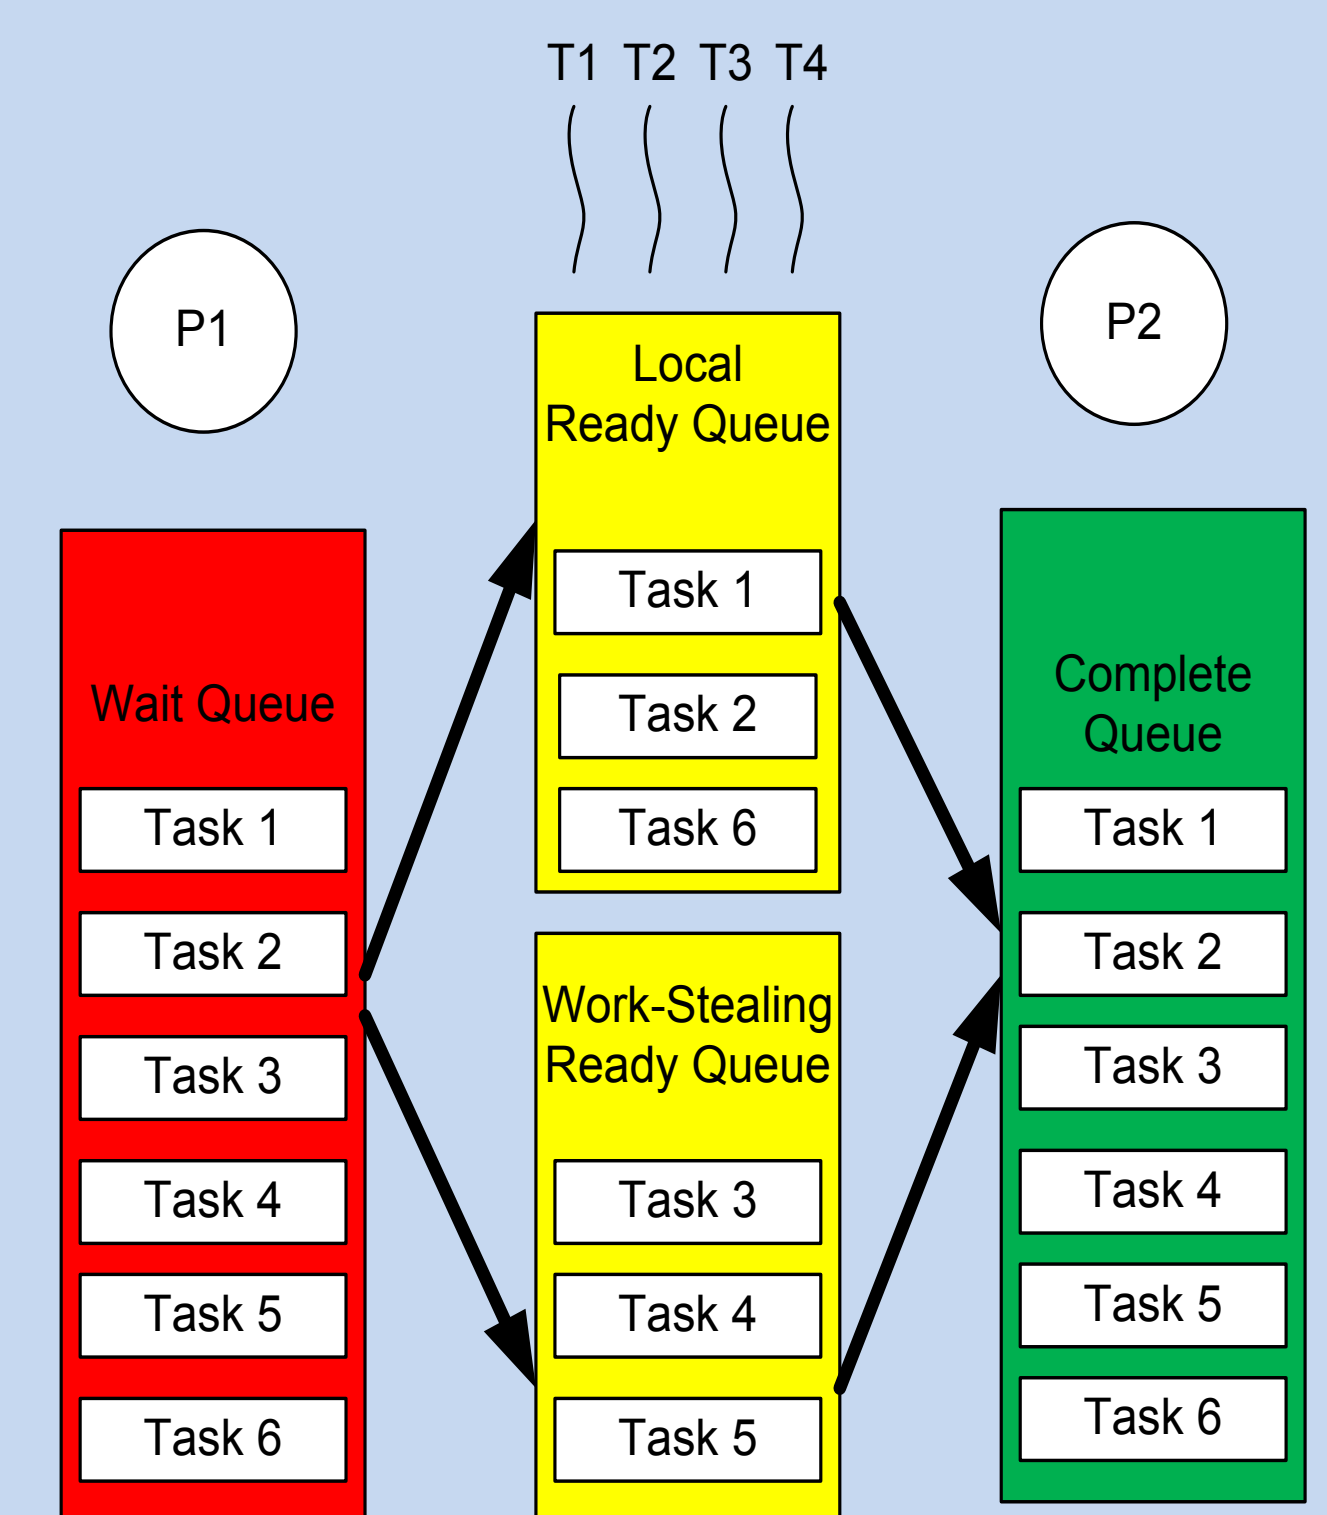 T1 T2 T3 T4
P1
P2
Local
Ready Queue
Task 1
Task 2
Task 6
Wait Queue
Task 1
Task 2
Task 3
Task 4
Task 5
Task 6
Work-Stealing
Ready Queue
Task 3
Task 4
Task 5
Complete
Queue
Task 1
Task 2
Task 3
Task 4
Task 5
Task 6